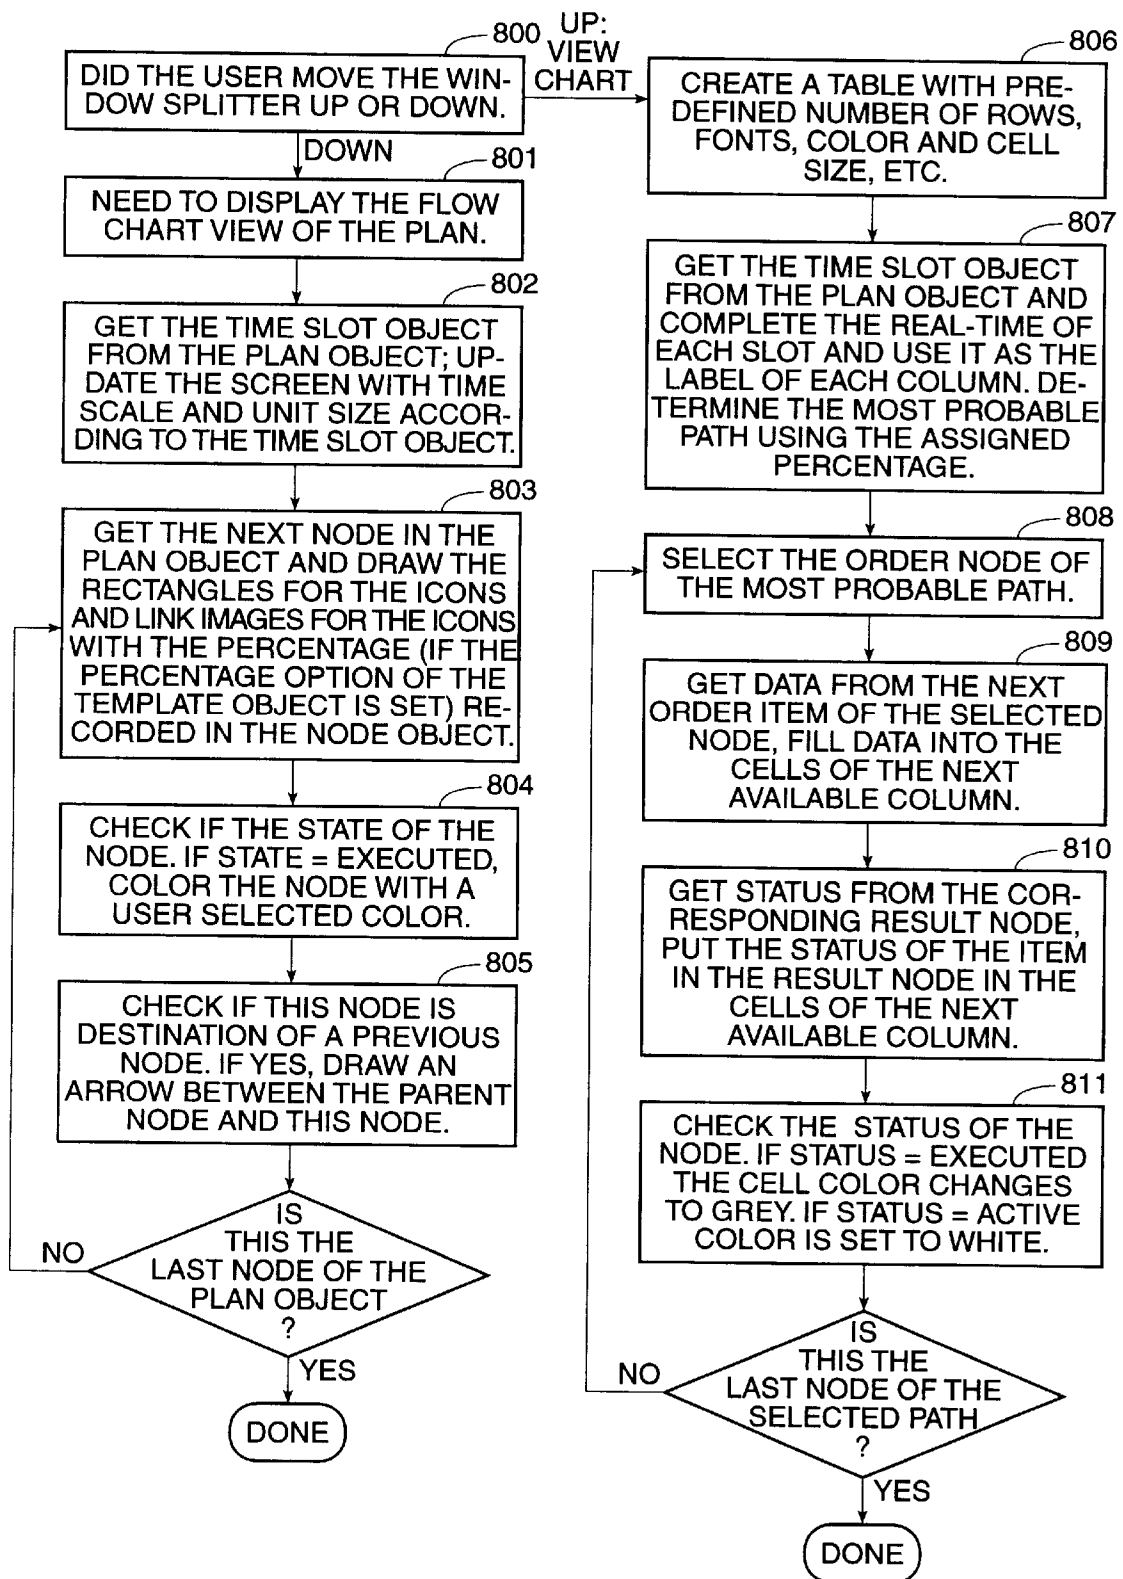 800
DID THE USER MOVE THE WIN-
DOW SPLITTER UP OR DOWN.
UP:
VIEW
CHART
DOWN
801
NEED TO DISPLAY THE FLOW
CHART VIEW OF THE PLAN.
802
GET THE TIME SLOT OBJECT
FROM THE PLAN OBJECT; UP-
DATE THE SCREEN WITH TIME
SCALE AND UNIT SIZE ACCOR-
DING TO THE TIME SLOT OBJECT.
803
GET THE NEXT NODE IN THE
PLAN OBJECT AND DRAW THE
RECTANGLES FOR THE ICONS
AND LINK IMAGES FOR THE ICONS
WITH THE PERCENTAGE (IF THE
PERCENTAGE OPTION OF THE
TEMPLATE OBJECT IS SET) RE-
CORDED IN THE NODE OBJECT.
804
CHECK IF THE STATE OF THE
NODE. IF STATE = EXECUTED,
COLOR THE NODE WITH A
USER SELECTED COLOR.
805
CHECK IF THIS NODE IS
DESTINATION OF A PREVIOUS
NODE. IF YES, DRAW AN
ARROW BETWEEN THE PARENT
NODE AND THIS NODE.
IS
THIS THE
LAST NODE OF THE
PLAN OBJECT
?
NO
YES
DONE
806
CREATE A TABLE WITH PRE-
DEFINED NUMBER OF ROWS,
FONTS, COLOR AND CELL
SIZE, ETC.
807
GET THE TIME SLOT OBJECT
FROM THE PLAN OBJECT AND
COMPLETE THE REAL-TIME OF
EACH SLOT AND USE IT AS THE
LABEL OF EACH COLUMN. DE-
TERMINE THE MOST PROBABLE
PATH USING THE ASSIGNED
PERCENTAGE.
808
SELECT THE ORDER NODE OF
THE MOST PROBABLE PATH.
809
GET DATA FROM THE NEXT
ORDER ITEM OF THE SELECTED
NODE, FILL DATA INTO THE
CELLS OF THE NEXT
AVAILABLE COLUMN.
810
GET STATUS FROM THE COR-
RESPONDING RESULT NODE,
PUT THE STATUS OF THE ITEM
IN THE RESULT NODE IN THE
CELLS OF THE NEXT
AVAILABLE COLUMN.
811
CHECK THE STATUS OF THE
NODE. IF STATUS = EXECUTED
THE CELL COLOR CHANGES
TO GREY. IF STATUS = ACTIVE
COLOR IS SET TO WHITE.
IS
THIS THE
LAST NODE OF THE
SELECTED PATH
?
NO
YES
DONE